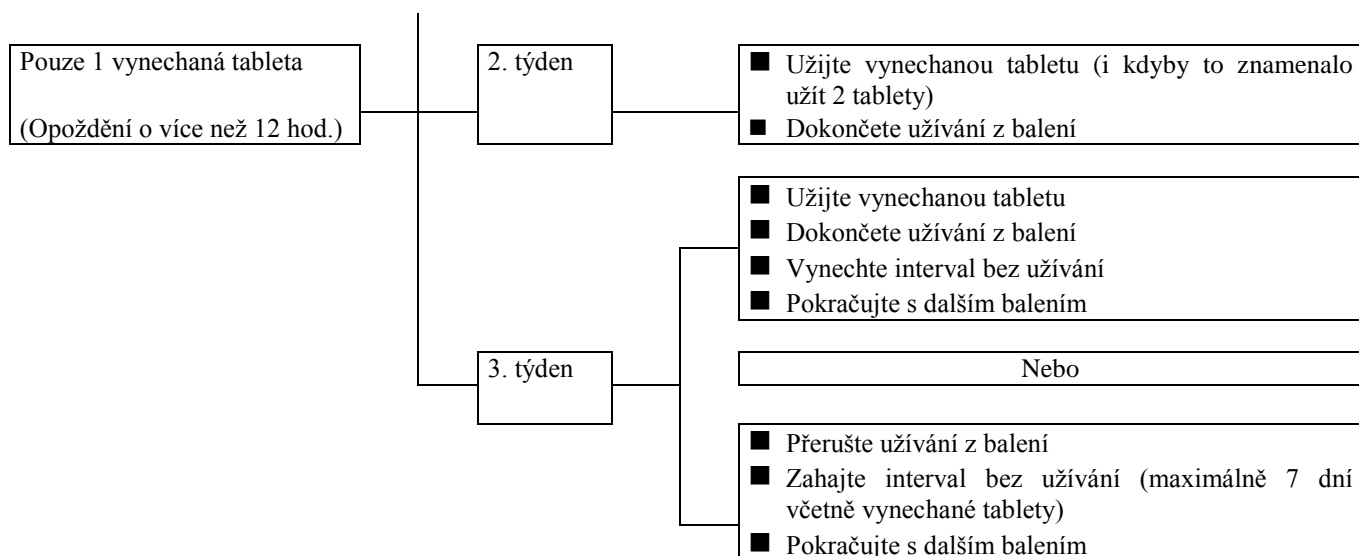 Pouze 1 vynechaná tableta
(Opoždění o více než 12 hod.)
2. týden
■ Užijte vynechanou tabletu (i kdyby to znamenalo
užít 2 tablety)
■ Dokončete užívání z balení
■ Užijte vynechanou tabletu
■ Dokončete užívání z balení
■ Vynechte interval bez užívání
■ Pokračujte s dalším balením
3. týden
Nebo
■ Přerušte užívání z balení
■ Zahajte interval bez užívání (maximálně 7 dní
včetně vynechané tablety)
■ Pokračujte s dalším balením